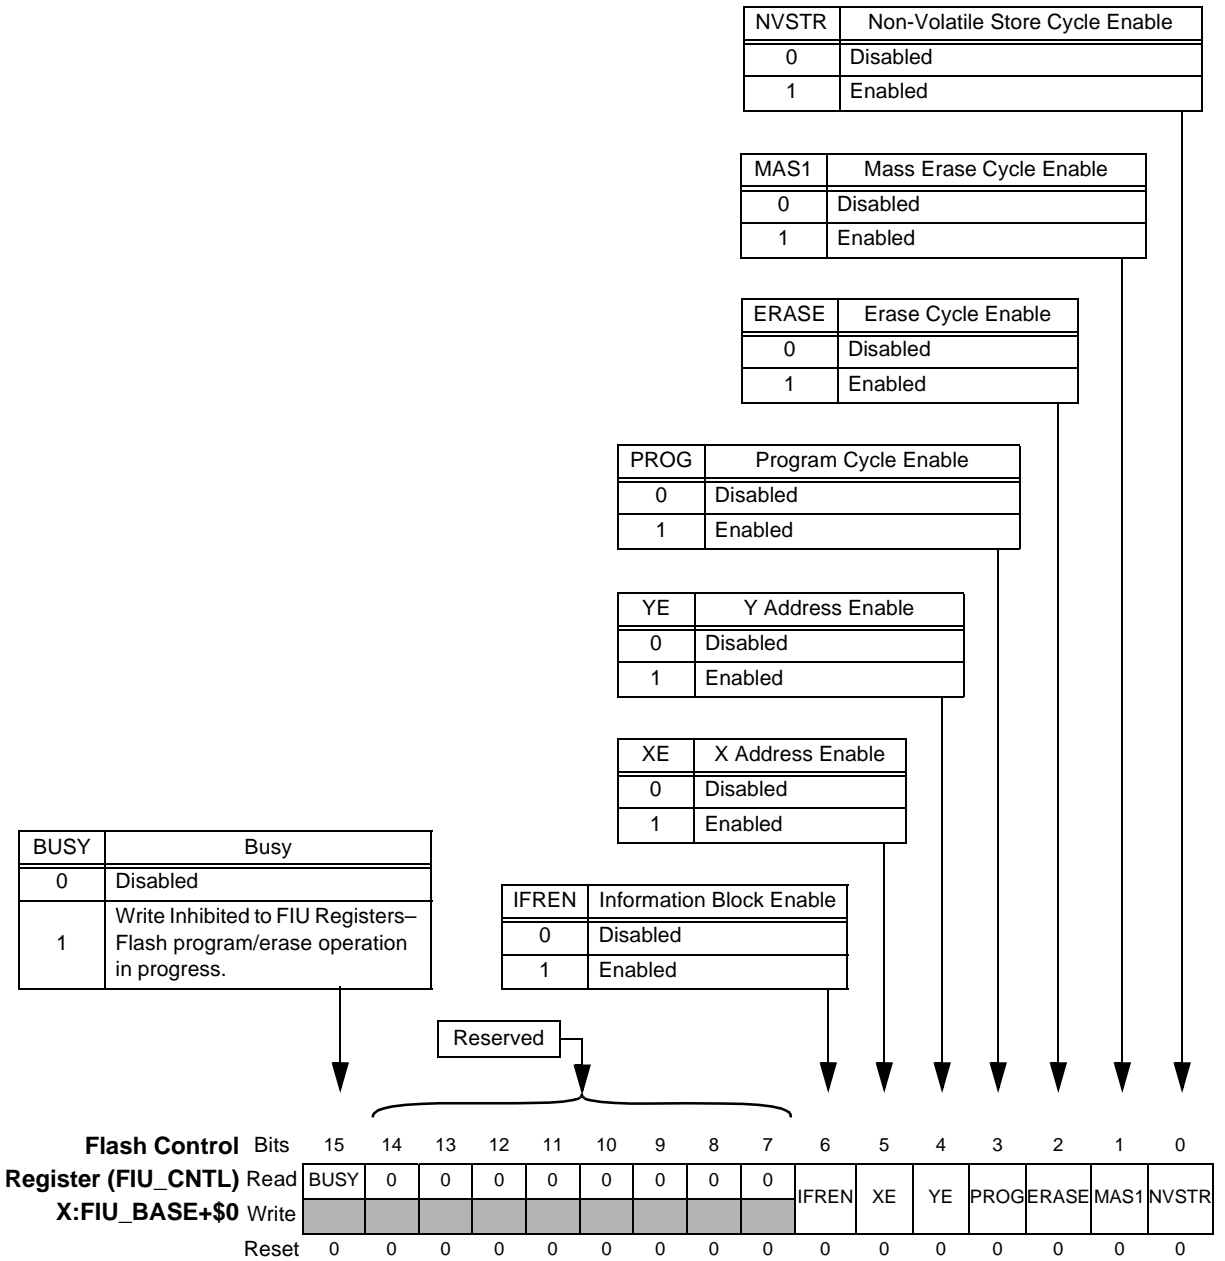 NVSTR Non-Volatile Store Cycle Enable
0 Disabled
1 Enabled
MAS1 Mass Erase Cycle Enable
0 Disabled
1 Enabled
ERASE Erase Cycle Enable
0 Disabled
1 Enabled
PROG Program Cycle Enable
0 Disabled
1 Enabled
YE Y Address Enable
0 Disabled
1 Enabled
XE X Address Enable
0 Disabled
1 Enabled
BUSY Busy
0 Disabled
1 Write Inhibited to FIU Registers–
Flash program/erase operation
in progress.
IFREN Information Block Enable
0 Disabled
1 Enabled
Reserved
Flash Control Bits 15 14 13 12 11 10 9 8 7 6 5 4 3 2 1 0
Register (FIU_CNTL) Read BUSY 0 0 0 0 0 0 0 0 IFREN XE YE PROG ERASE MAS1 NVSTR
X:FIU_BASE+$0 Write
Reset 0 0 0 0 0 0 0 0 0 0 0 0 0 0 0 0